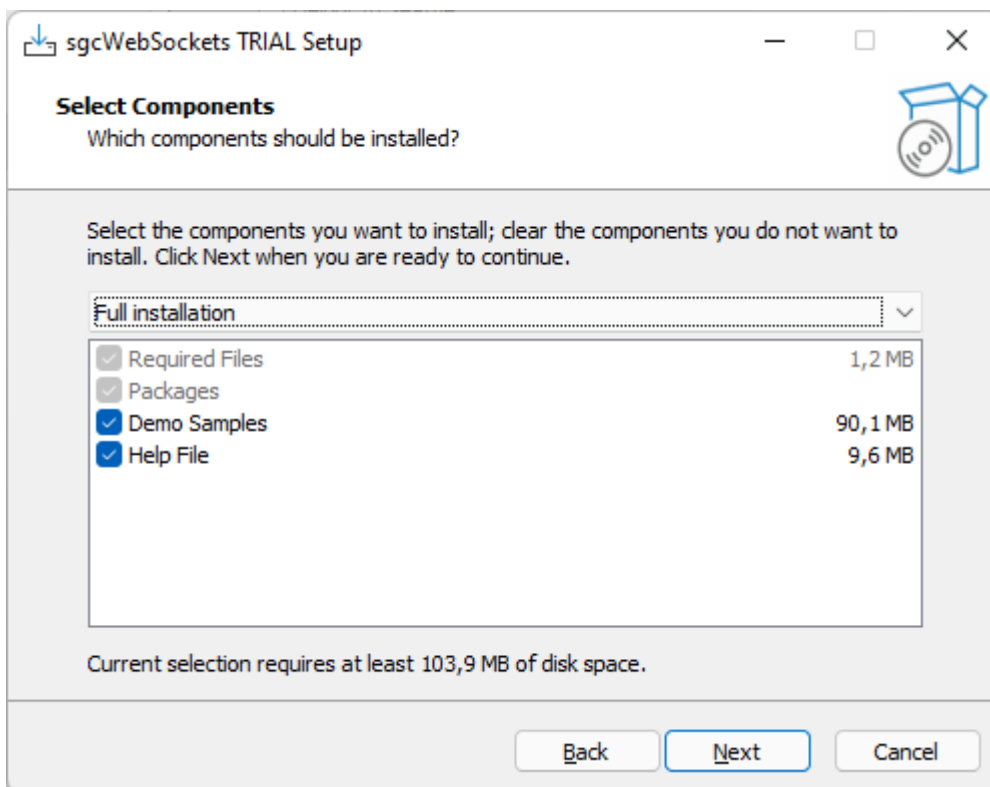 sgcWebSockets TRIAL Setup
Select Components
Which components should be installed?
Select the components you want to install; clear the components you do not want to
install. Click Next when you are ready to continue.
Full installation
Required Files 1,2 MB
Packages
Demo Samples 90,1 MB
Help File 9,6 MB
Current selection requires at least 103,9 MB of disk space.
Back Next Cancel